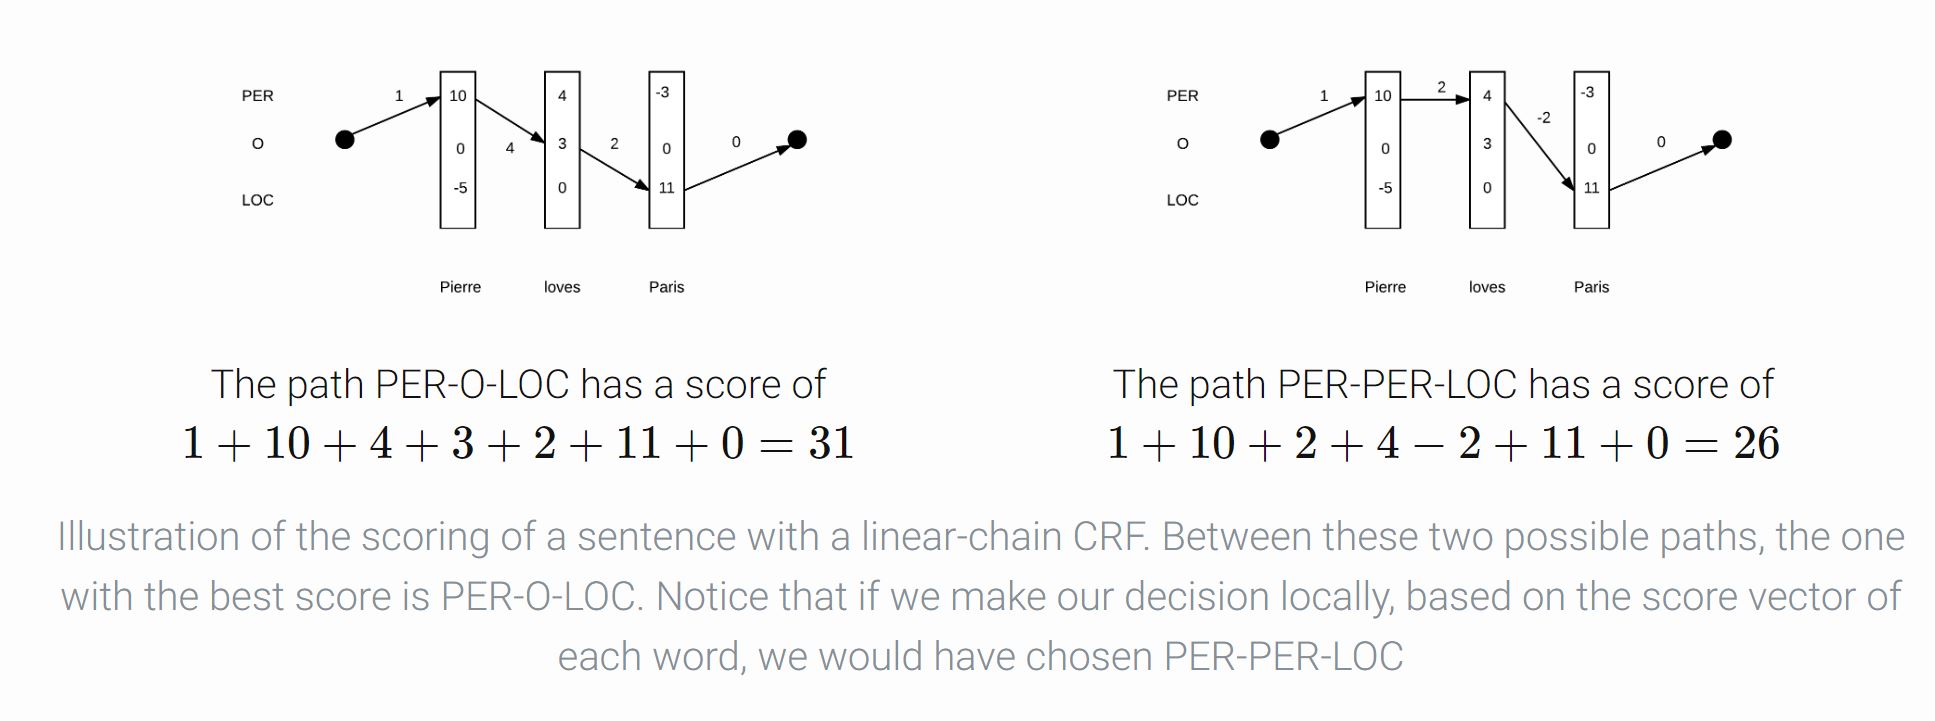 1 10 4 -3
PER
0
O 3 2
0 4 0
-5 0 11
LOC
Pierre loves Paris
1 10 2 4 -3
PER
-2
0
O 3
0 0
-5 0 11
LOC
Pierre loves Paris
The path PER-O-LOC has a score of
1 + 10 + 4 + 3 + 2 + 11 + 0 = 31
The path PER-PER-LOC has a score of
1 + 10 + 2 + 4 − 2 + 11 + 0 = 26
Illustration of the scoring of a sentence with a linear-chain CRF. Between these two possible paths, the one
with the best score is PER-O-LOC. Notice that if we make our decision locally, based on the score vector of
each word, we would have chosen PER-PER-LOC